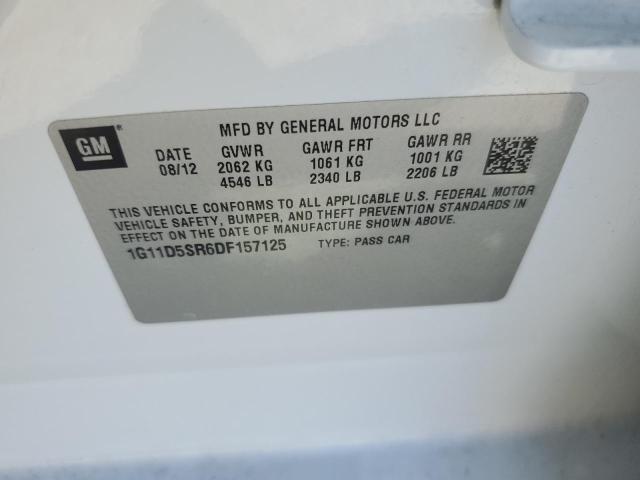 GM
MFD BY GENERAL MOTORS LLC
DATE GVWR GAWR FRT GAWR RR
08/12 2062 KG 1061 KG 1001 KG
4546 LB 2340 LB 2206 LB
THIS VEHICLE CONFORMS TO ALL APPLICABLE U.S. FEDERAL MOTOR
VEHICLE SAFETY, BUMPER, AND THEFT PREVENTION STANDARDS IN
EFFECT ON THE DATE OF MANUFACTURE SHOWN ABOVE.
1G11D5SR6DF157125 TYPE: PASS CAR